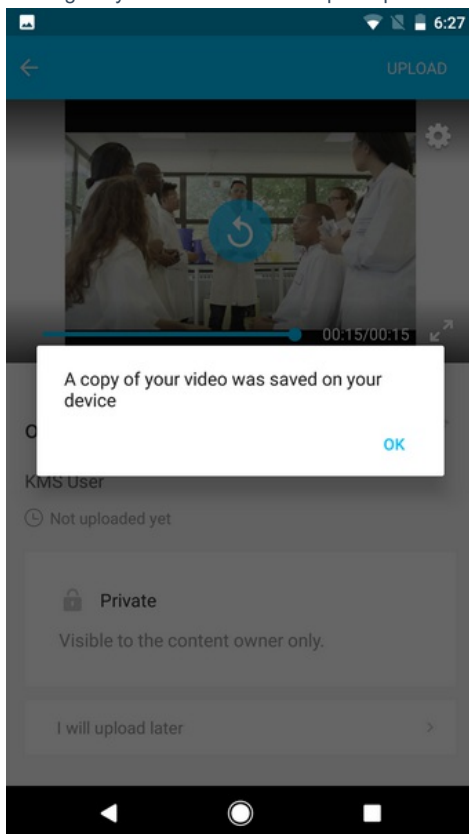 6:27
UPLOAD
00:15/00:15
A copy of your video was saved on your
device
OK
KMS User
Not uploaded yet
Private
Visible to the content owner only.
I will upload later